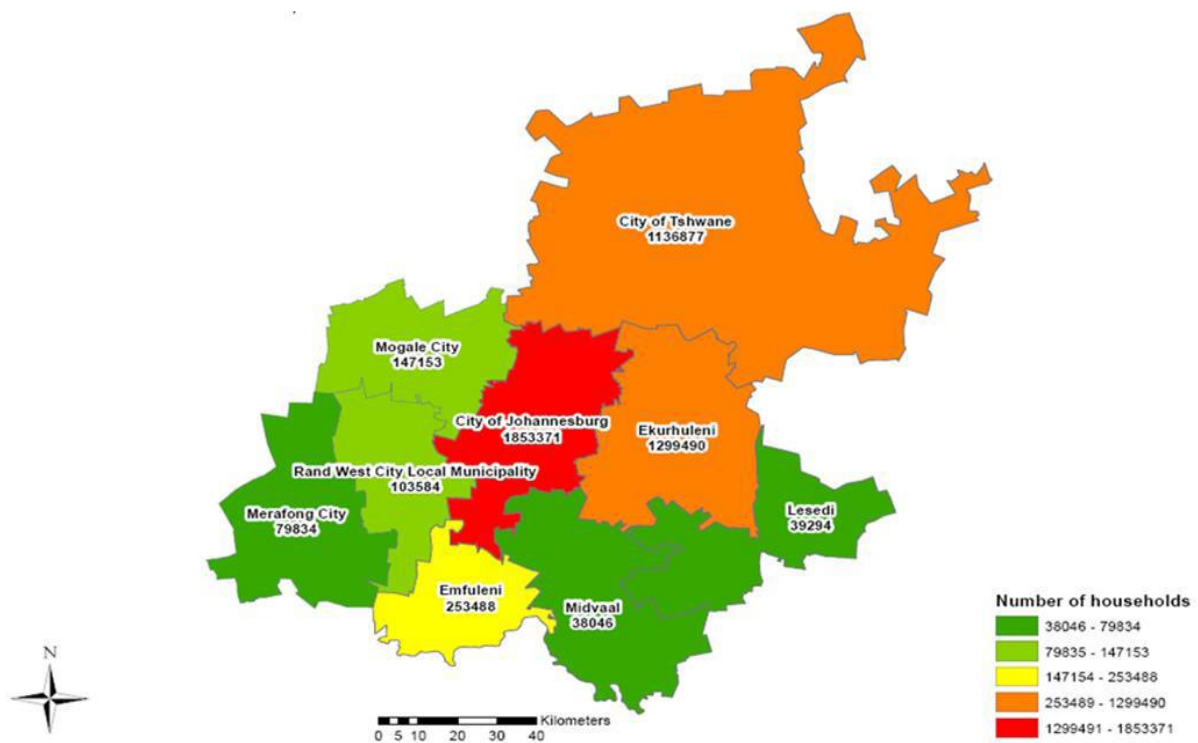 City of Tshwane
1136877
Mogale City
147153
City of Johannesburg
1853371
Ekurhuleni
1299490
Rand West City Local Municipality
103584
Merafong City
79834
Lesedi
39294
Emfuleni
253488
Midvaal
38046
Number of households
38046 - 79834
79835 - 147153
147154 - 253488
253489 - 1299490
1299491 - 1853371
N
Kilometers
0 5 10 20 30 40